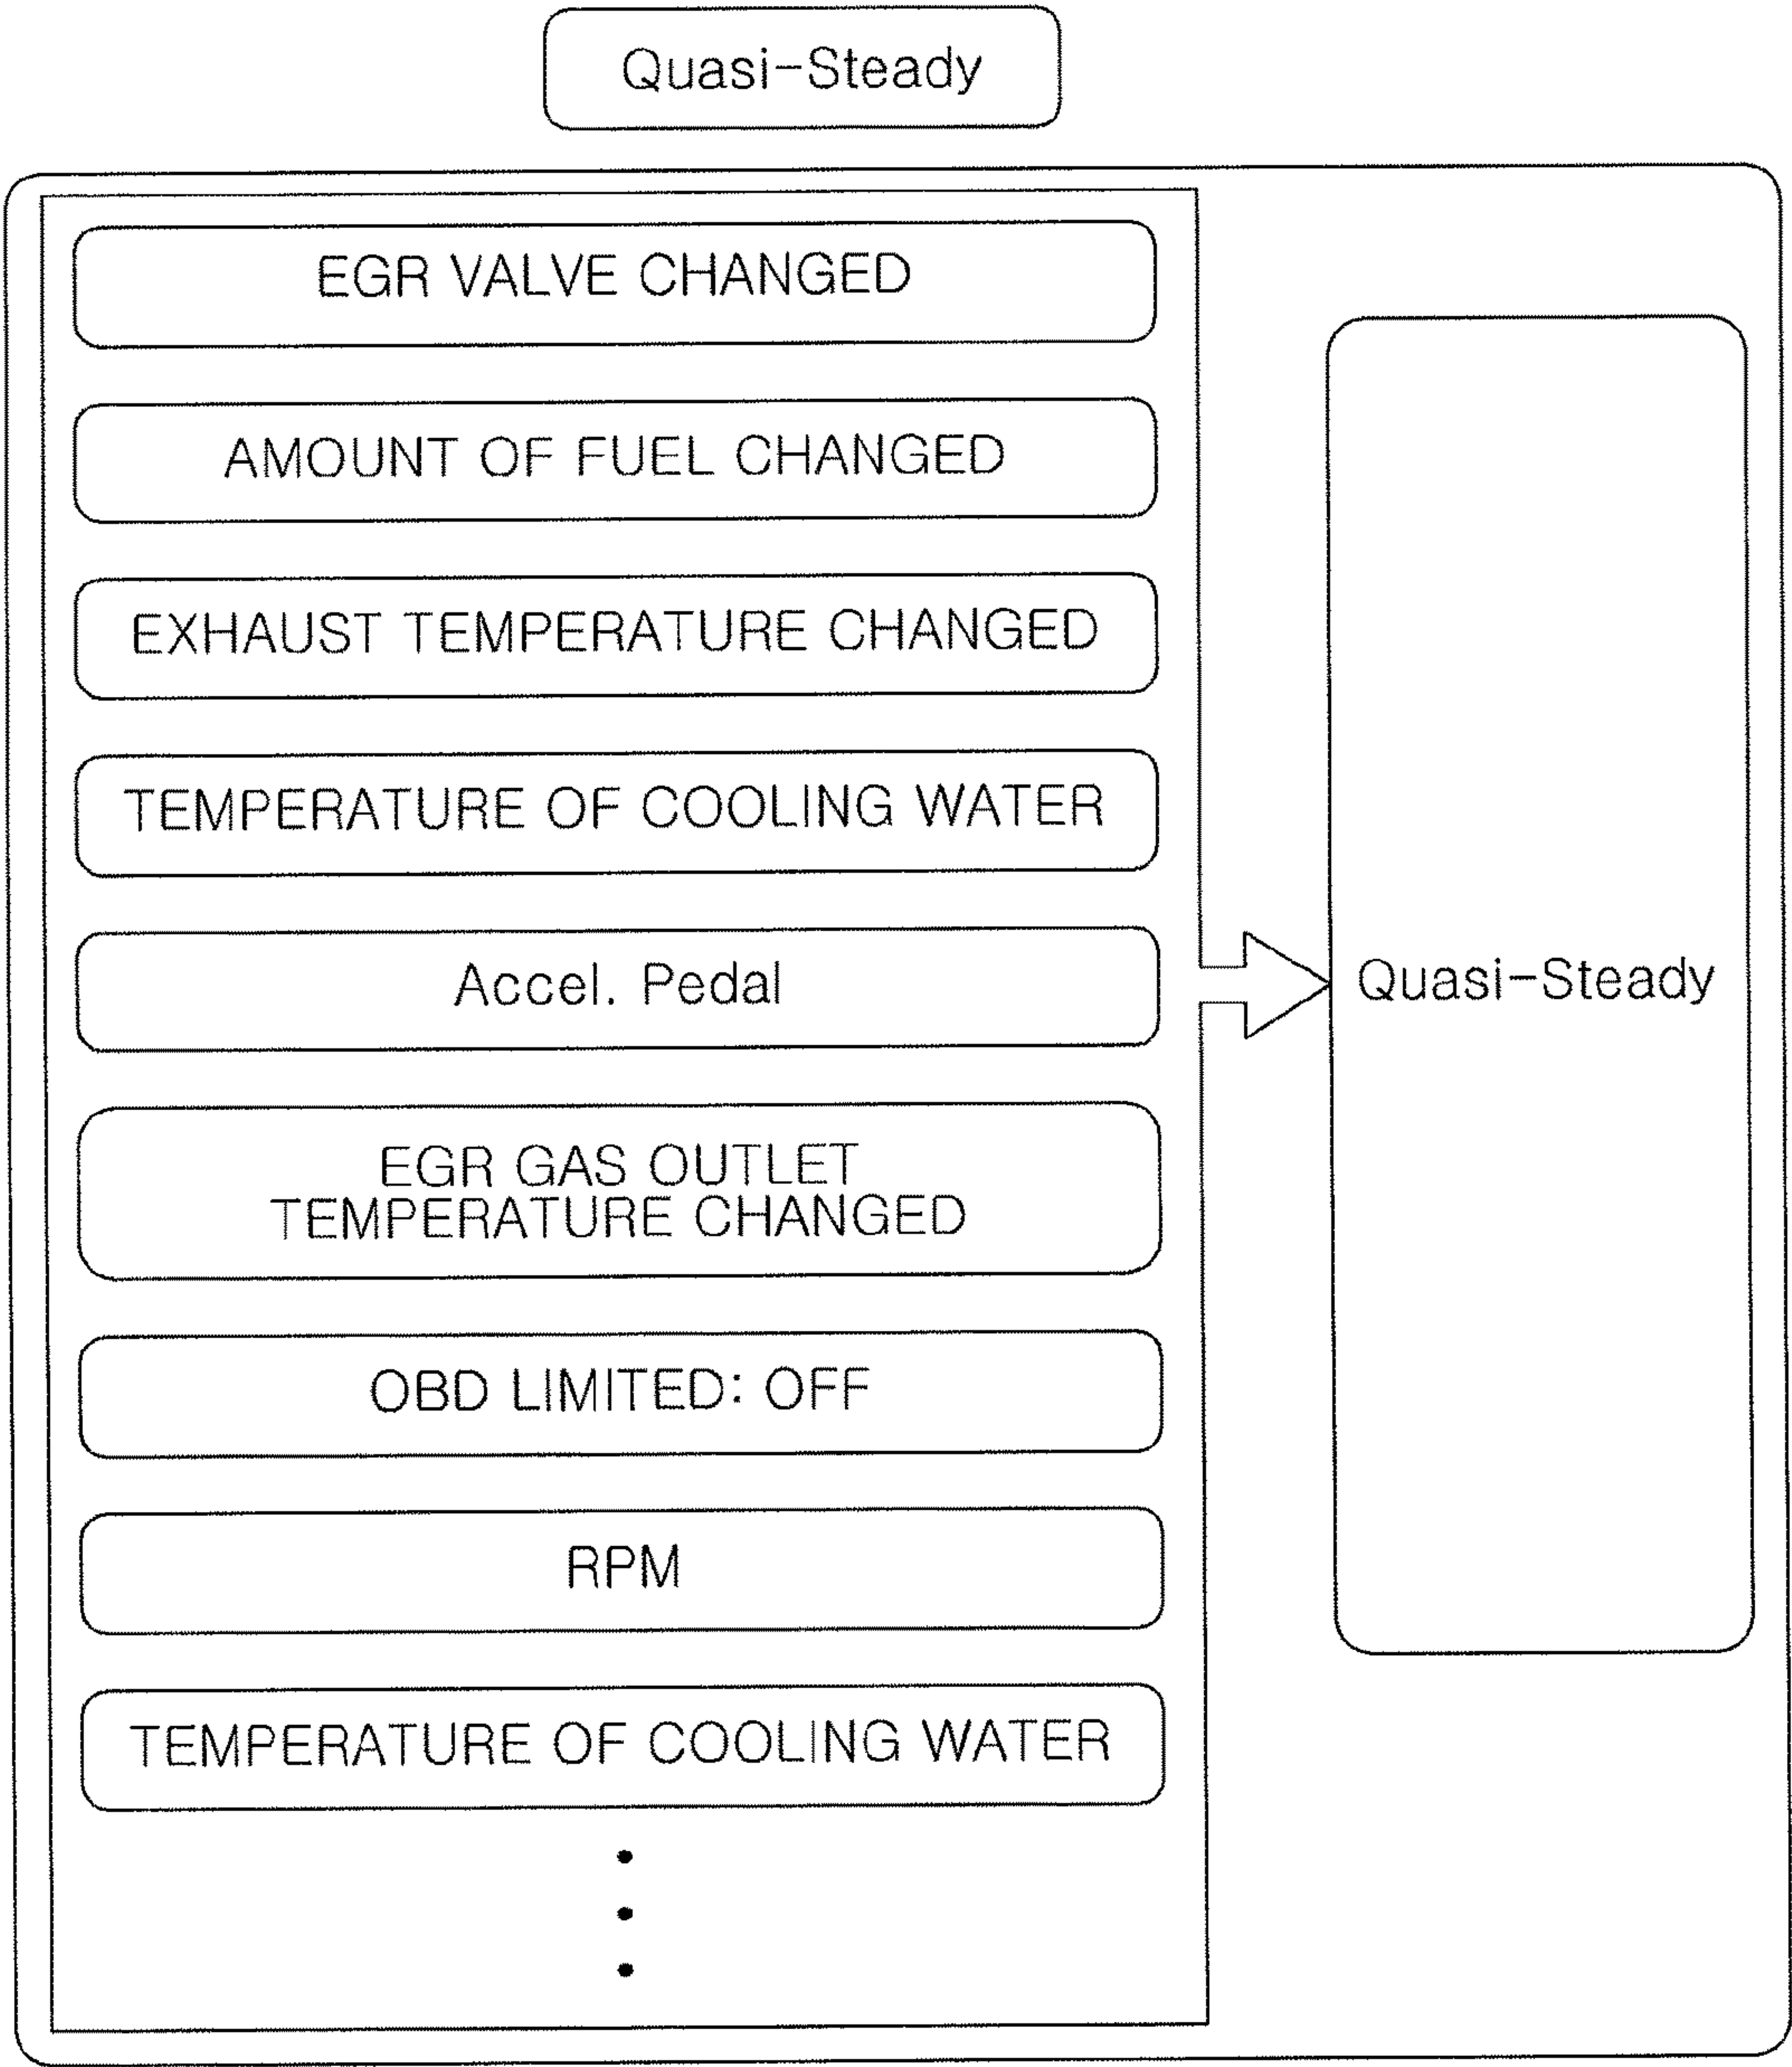 Quasi-Steady
EGR VALVE CHANGED
AMOUNT OF FUEL CHANGED
EXHAUST TEMPERATURE CHANGED
TEMPERATURE OF COOLING WATER
Accel. Pedal
EGR GAS OUTLET
TEMPERATURE CHANGED
OBD LIMITED: OFF
RPM
TEMPERATURE OF COOLING WATER
Quasi-Steady